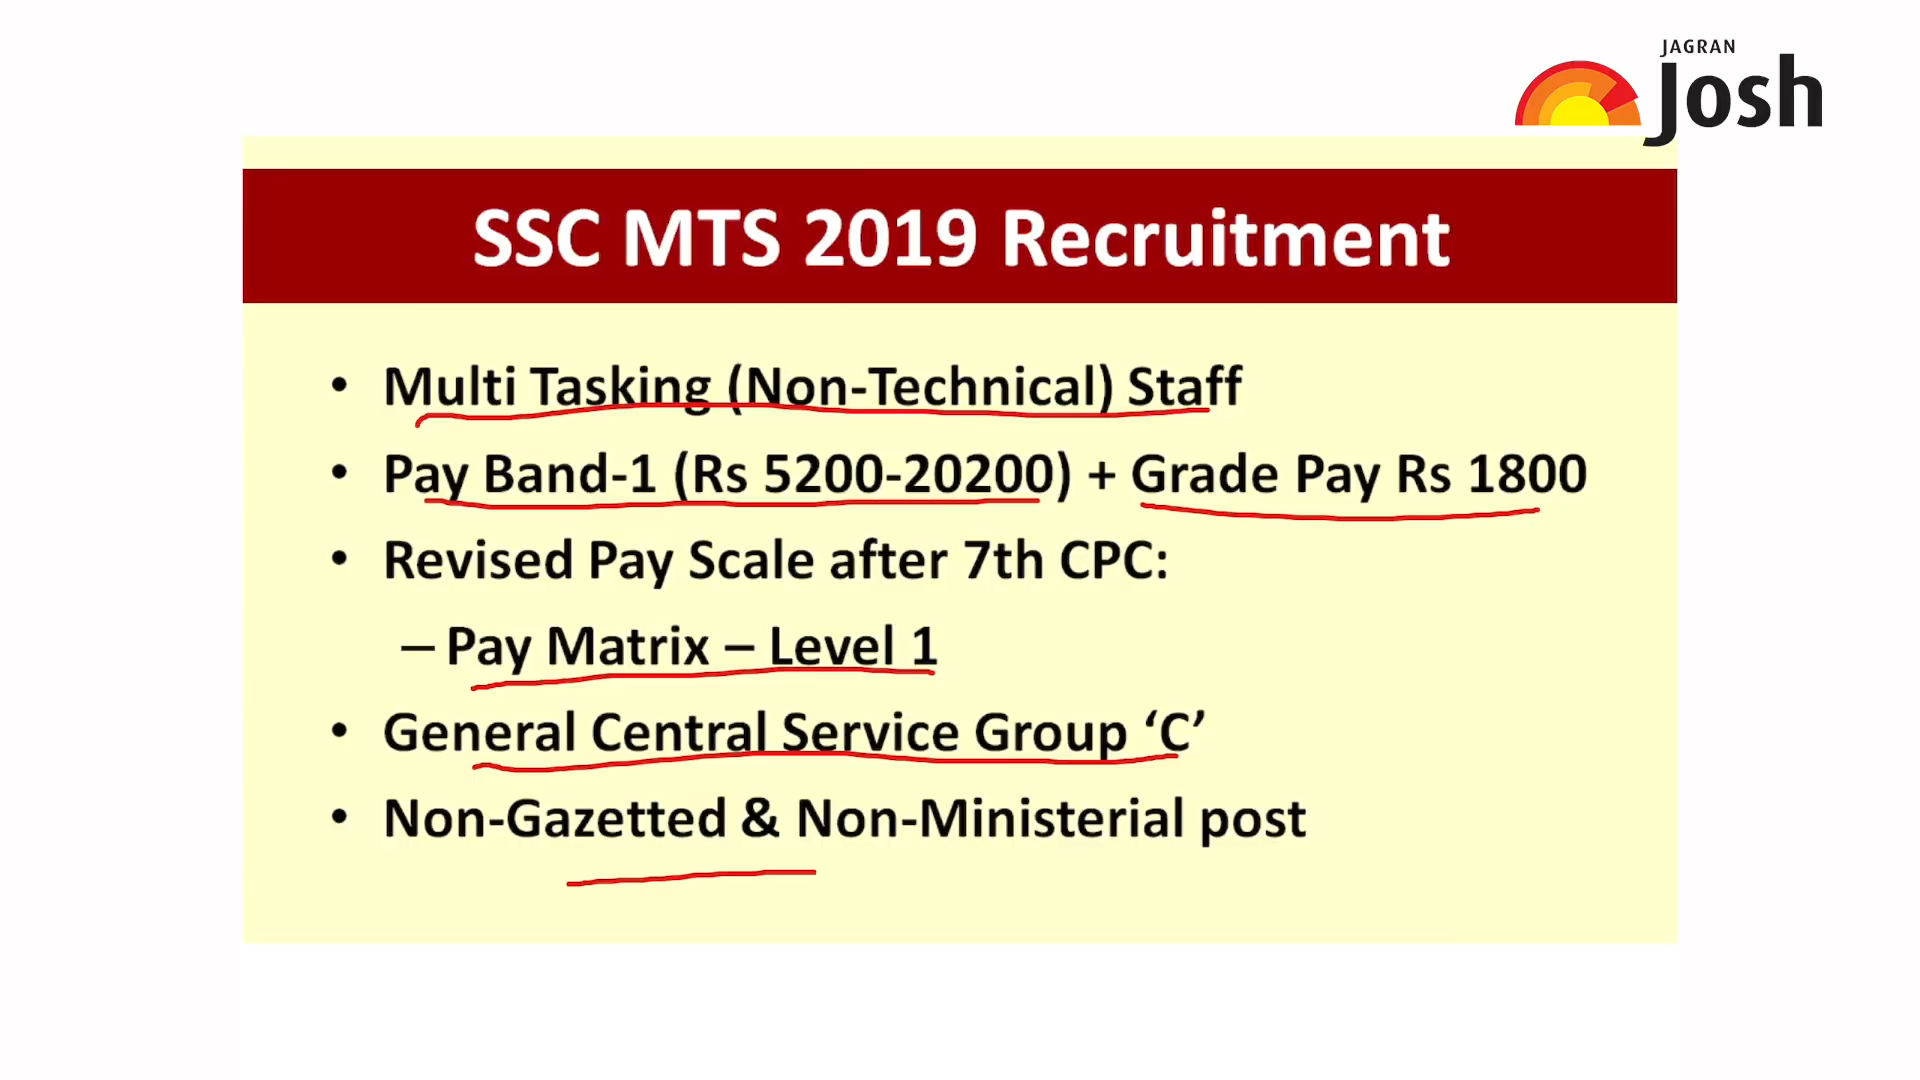 JAGRAN
Josh
SSC MTS 2019 Recruitment
• Multi Tasking (Non-Technical) Staff
• Pay Band-1 (Rs 5200-20200) + Grade Pay Rs 1800
• Revised Pay Scale after 7th CPC:
– Pay Matrix – Level 1
• General Central Service Group ‘C’
• Non-Gazetted & Non-Ministerial post